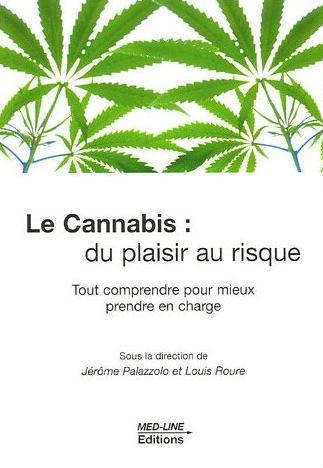 Le Cannabis :
du plaisir au risque
Tout comprendre pour mieux
prendre en charge
Sous la direction de
Jérôme Palazzolo et Louis Roure
MED-LINE
Editions